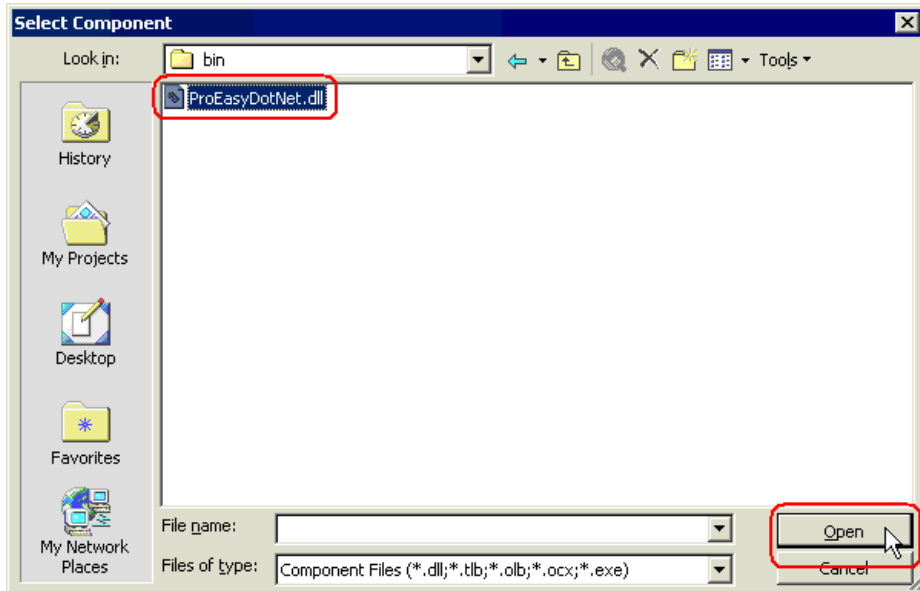 Select Component
Look in:
bin
Tools
ProEasyDotNet.dll
History
My Projects
Desktop
Favorites
My Network
Places
File name:
Open
Files of type:
Component Files (*.dll;*.tlb;*.olb;*.ocx;*.exe)
Cancel